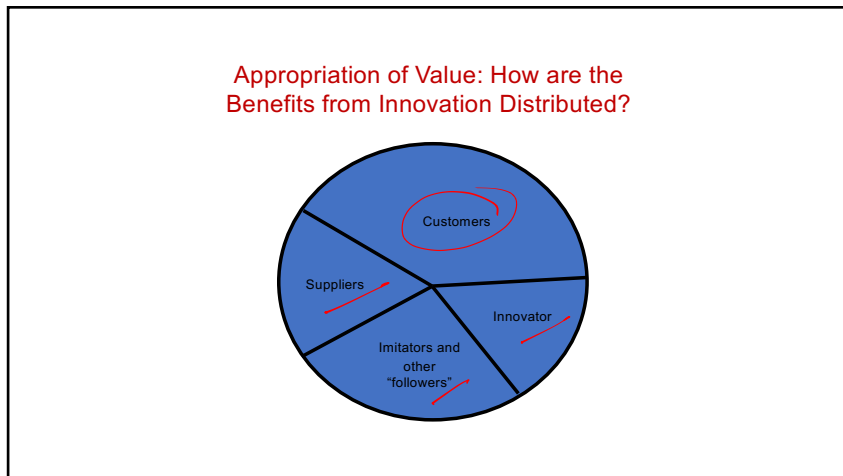 Appropriation of Value: How are the
Benefits from Innovation Distributed?
Customers
Suppliers
Innovator
Imitators and
other
“followers”